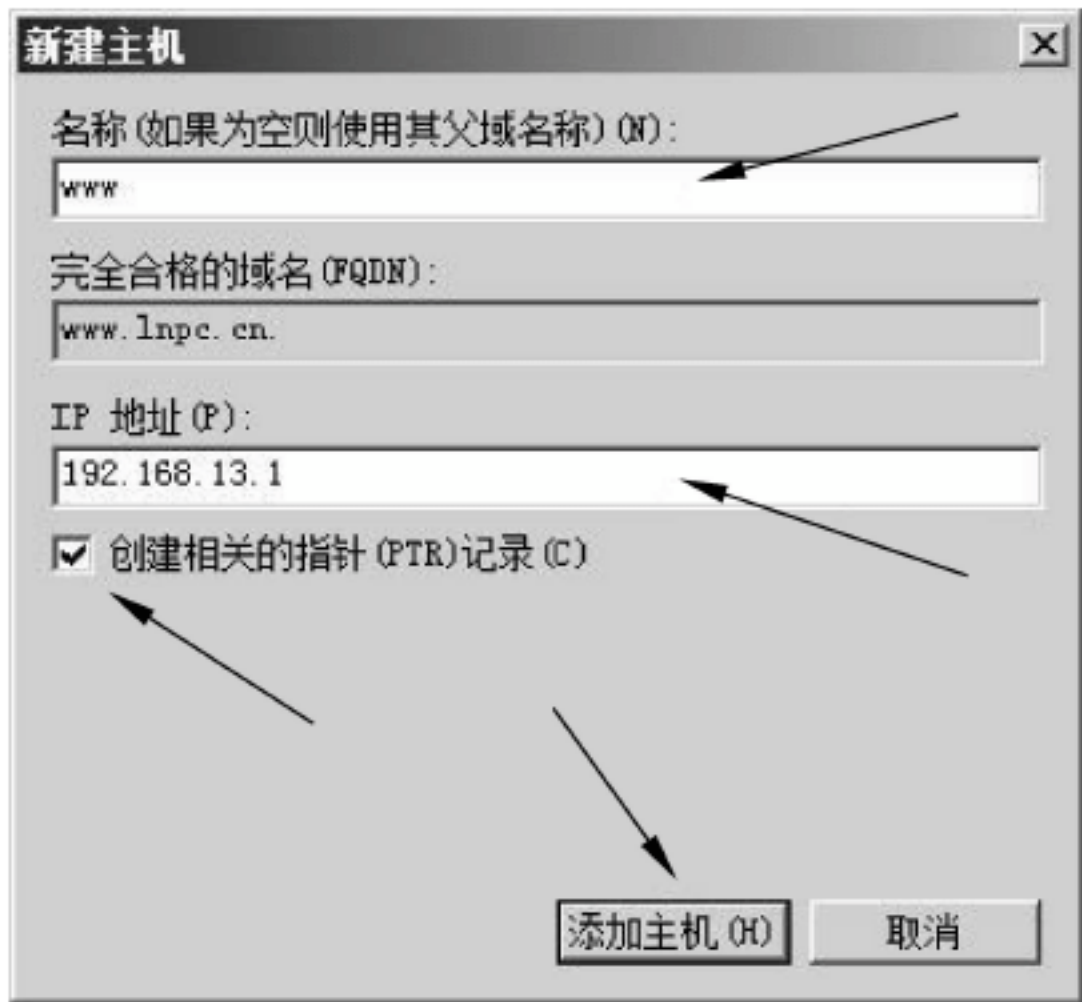 新建主机
名称(如果为空则使用其父域名称)(N):
www
完全合格的域名(FQDN):
www.lnpc.cn.
IP 地址(P):
192.168.13.1
创建相关的指针(PTR)记录(C)
添加主机(H)
取消